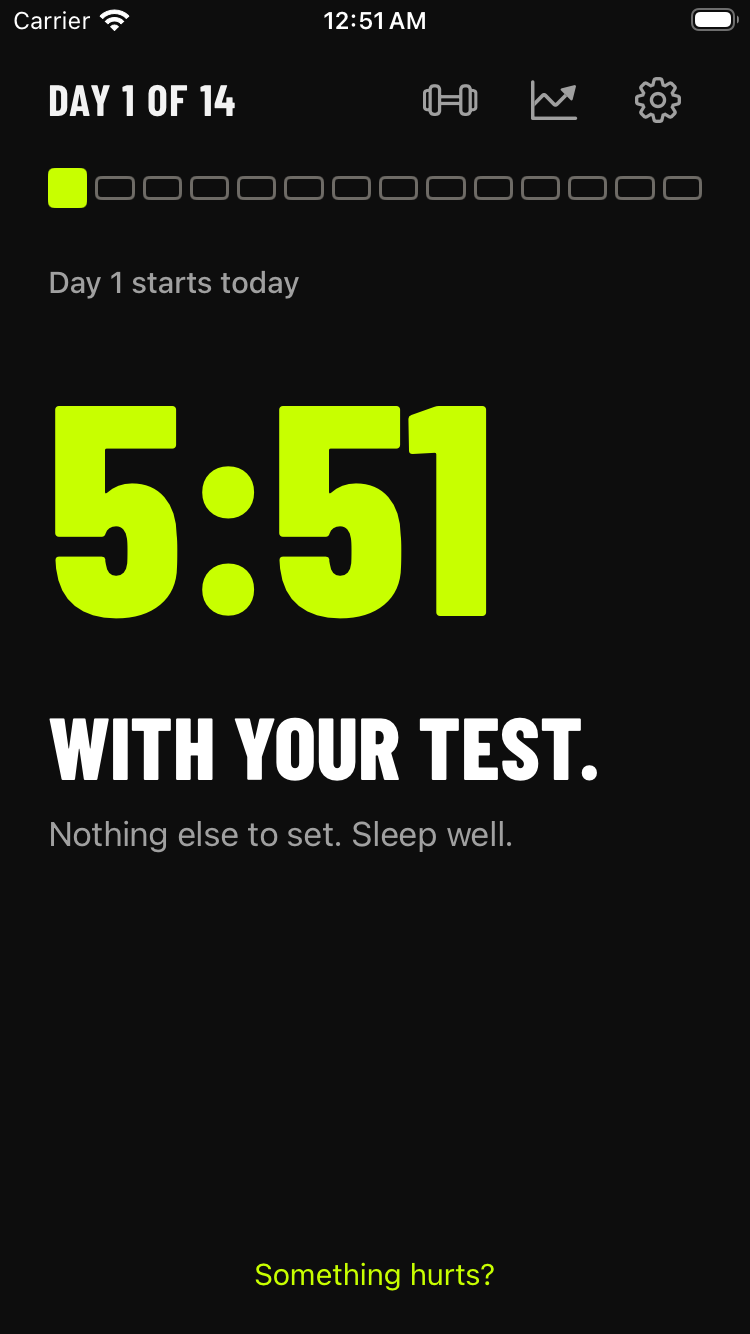 Carrier
12:51 AM
DAY 1 OF 14
Day 1 starts today
5:51
WITH YOUR TEST.
Nothing else to set. Sleep well.
Something hurts?